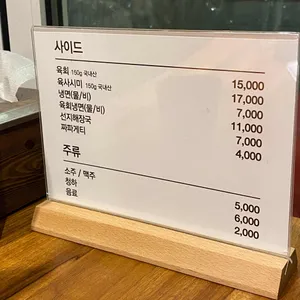 사이드
육회 150g 국내산 15,000
육사시미 150g 국내산 17,000
냉면(물/비) 7,000
육회냉면(물/비) 11,000
선지해장국 7,000
짜파게티 4,000
주류
소주 / 맥주 5,000
청하 6,000
음료 2,000